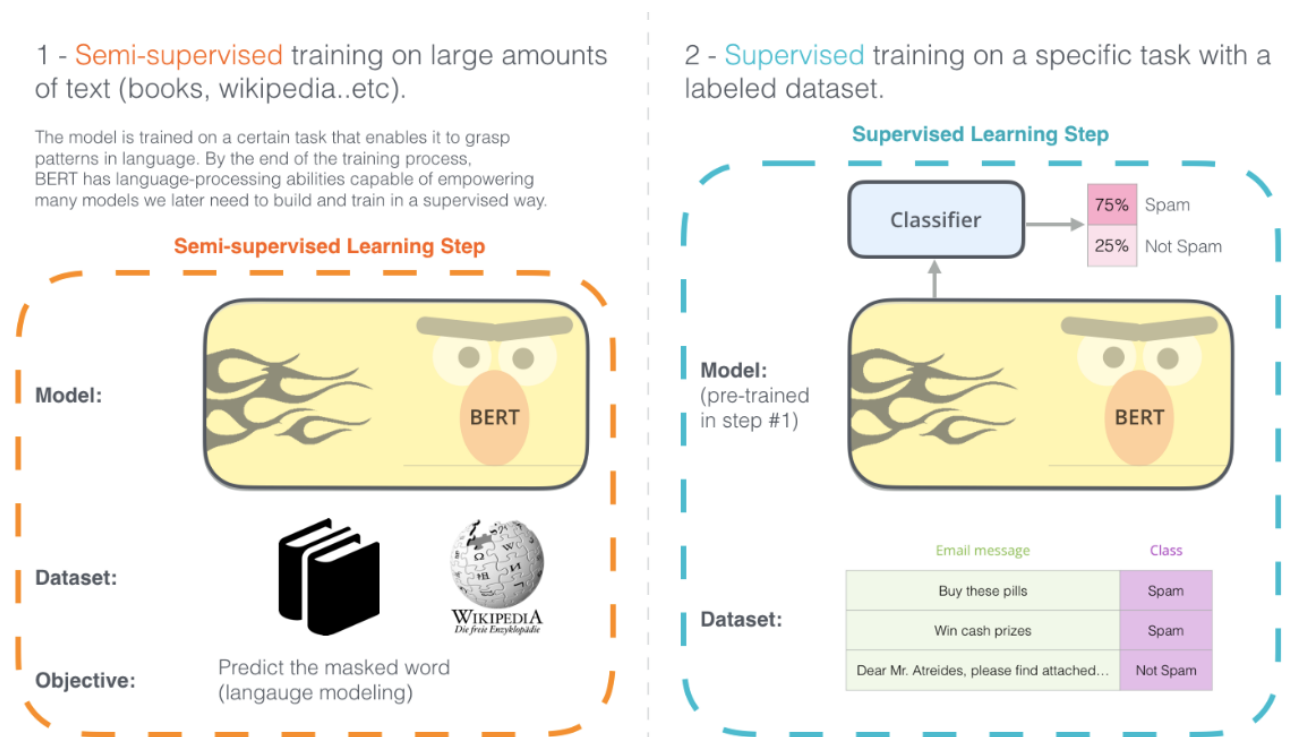 1 - Semi-supervised training on large amounts
of text (books, wikipedia..etc).
The model is trained on a certain task that enables it to grasp
patterns in language. By the end of the training process,
BERT has language-processing abilities capable of empowering
many models we later need to build and train in a supervised way.
Semi-supervised Learning Step
Model:
BERT
Dataset:
WIKIPEDIA
Die freie Enzyklopädie
Objective:
Predict the masked word
(langauge modeling)
2 - Supervised training on a specific task with a
labeled dataset.
Supervised Learning Step
Classifier
75% Spam
25% Not Spam
Model:
(pre-trained
in step #1)
BERT
Dataset:
Email message Class
Buy these pills Spam
Win cash prizes Spam
Dear Mr. Atreides, please find attached... Not Spam